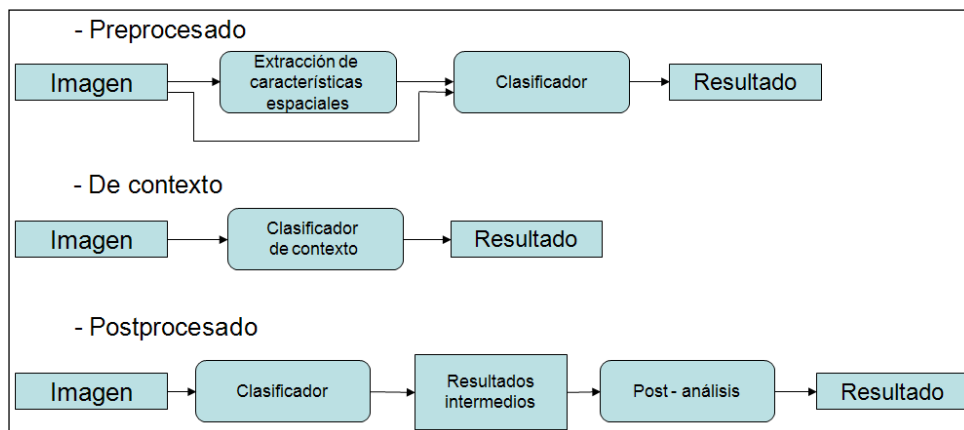 - Preprocesado
Imagen
Extracción de
características
espaciales
Clasificador
Resultado
- De contexto
Imagen
Clasificador
de contexto
Resultado
- Postprocesado
Imagen
Clasificador
Resultados
intermedios
Post - análisis
Resultado